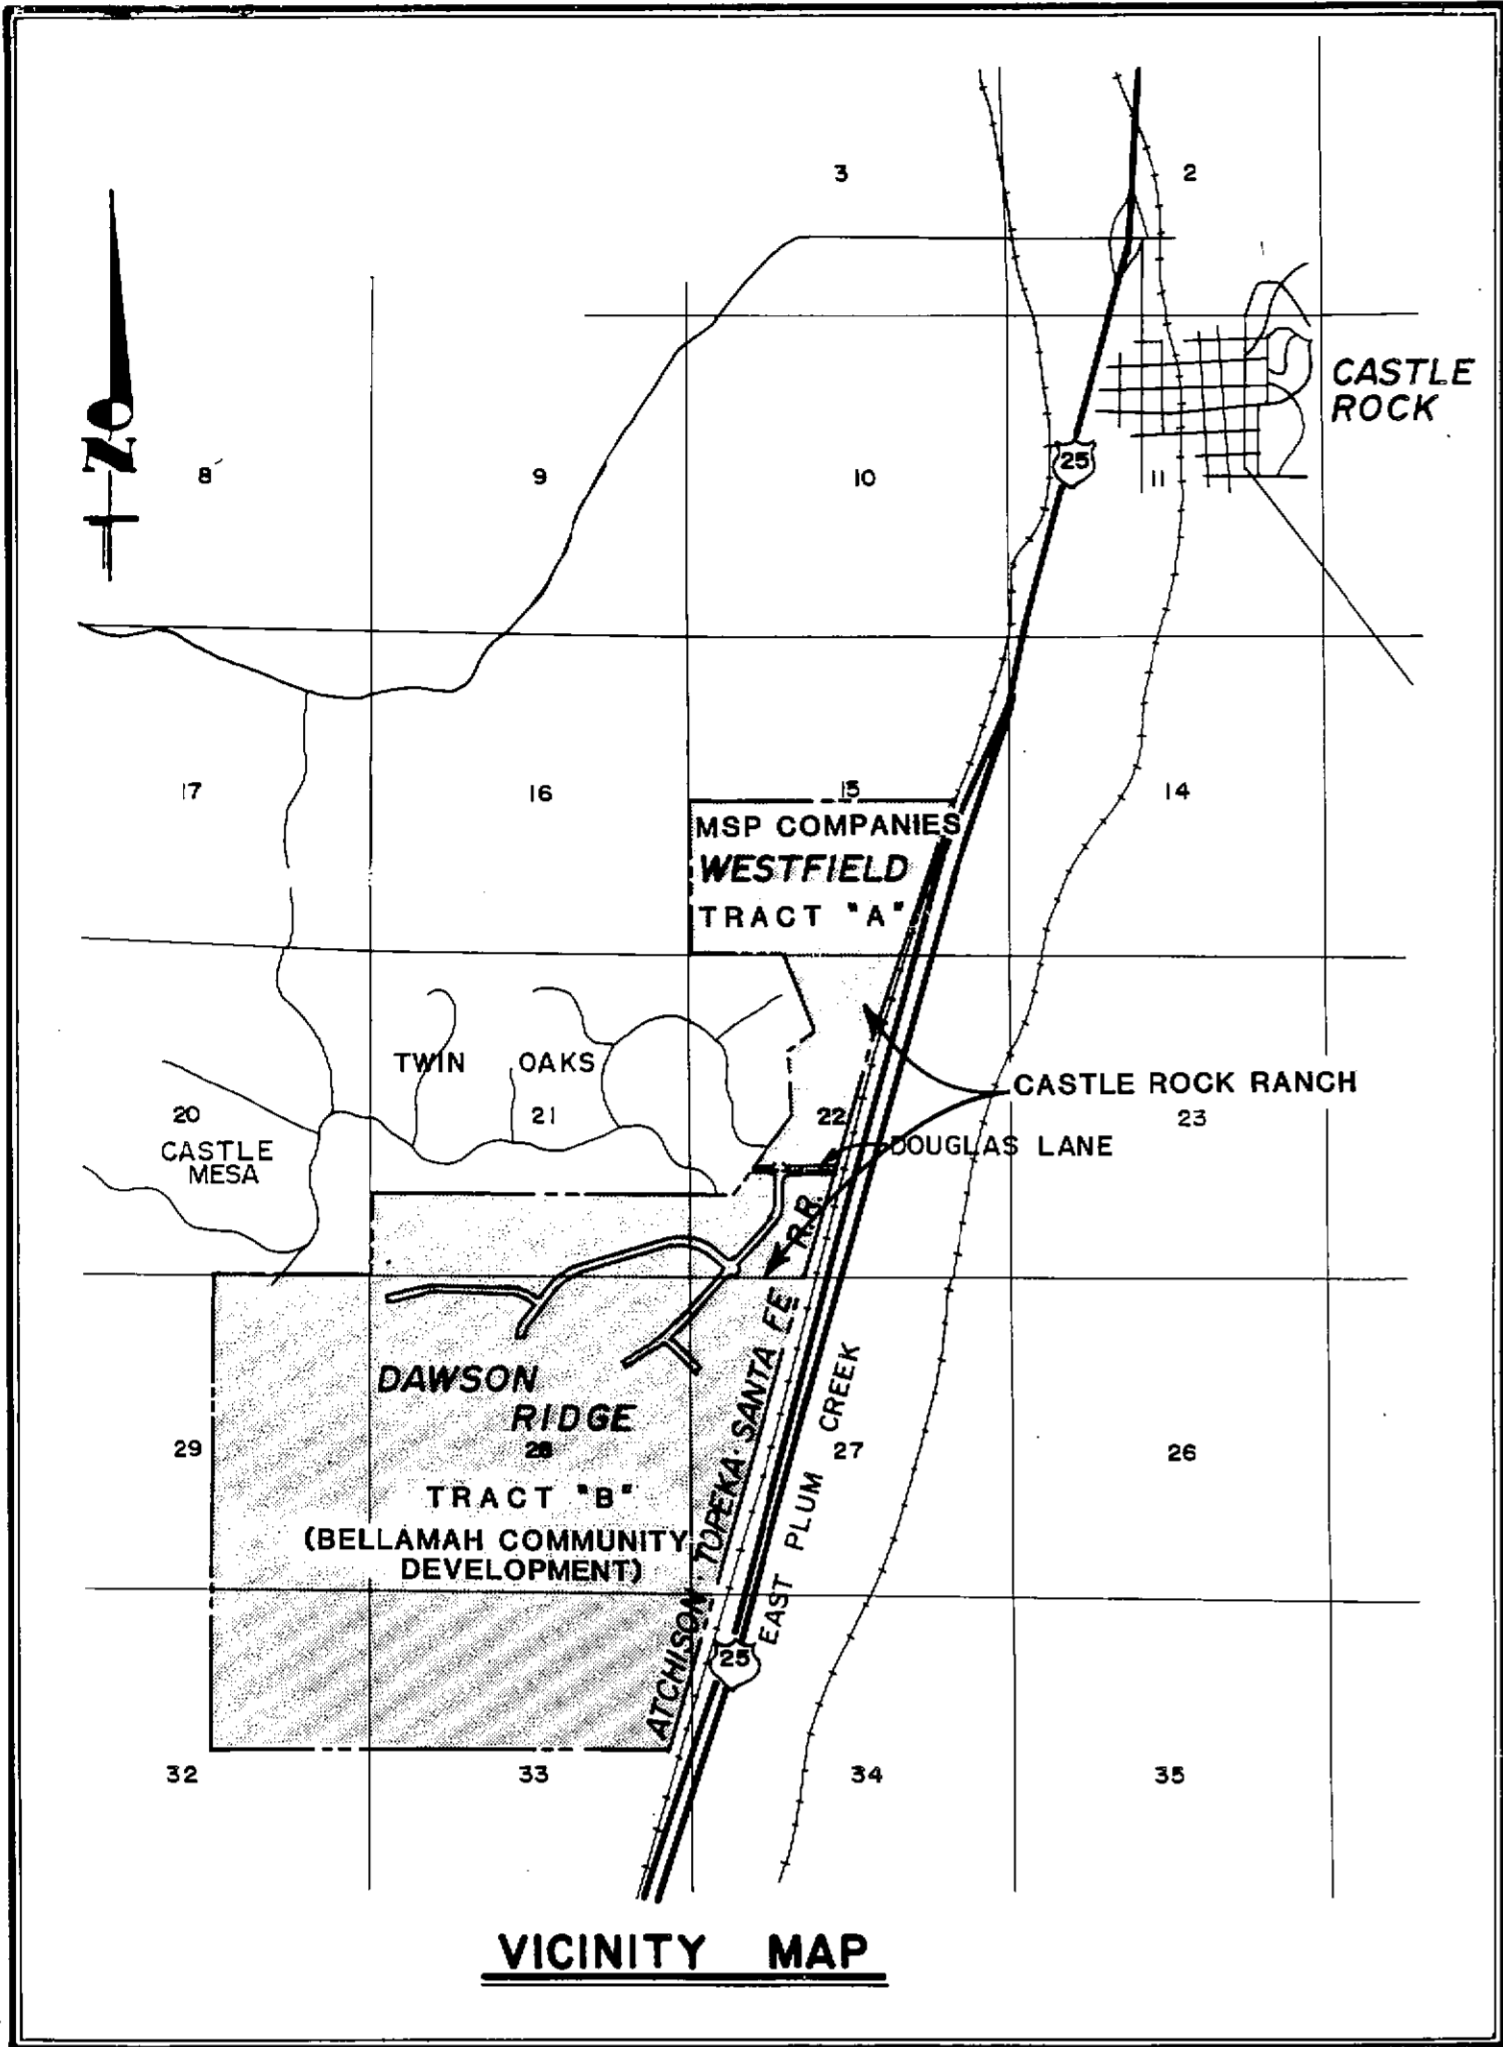 3
2
CASTLE
ROCK
N
8
9
10
25
11
17
16
15
14
MSP COMPANIES
WESTFIELD
TRACT "A"
TWIN OAKS
CASTLE ROCK RANCH
20
21
22
23
CASTLE
MESA
DOUGLAS LANE
ATCHISON · TOPEKA · SANTA FE R.R.
DAWSON
RIDGE
29
28
27
26
TRACT "B"
(BELLAMAH COMMUNITY
DEVELOPMENT)
EAST PLUM CREEK
25
32
33
34
35
VICINITY MAP